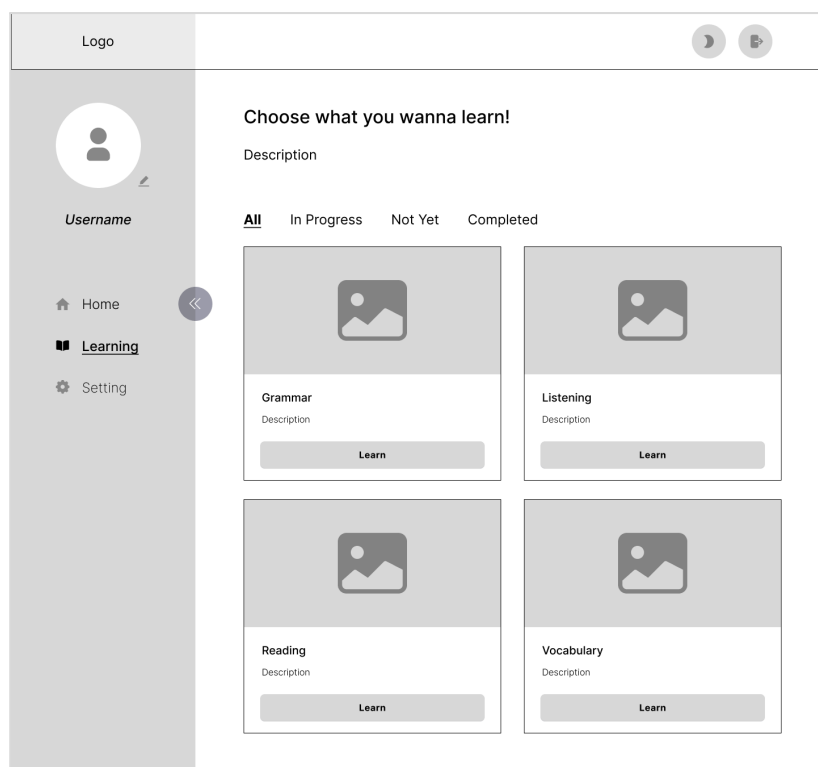 Logo
Choose what you wanna learn!
Description
Username
All In Progress Not Yet Completed
Home
Learning
Setting
Grammar
Description
Learn
Listening
Description
Learn
Reading
Description
Learn
Vocabulary
Description
Learn